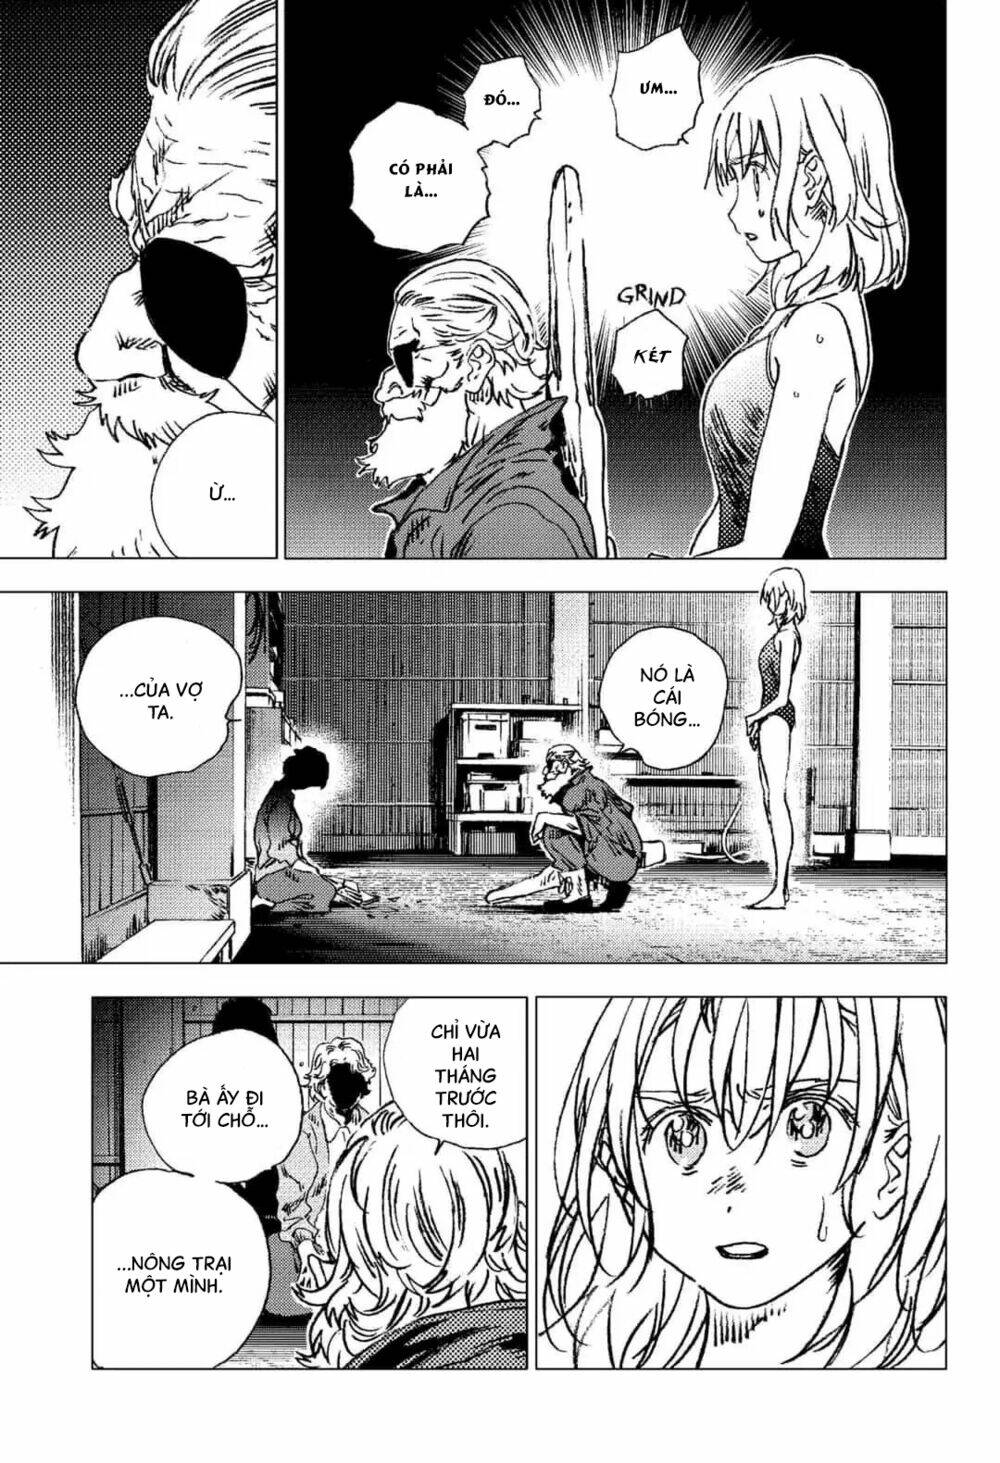 ƯM...
ĐÓ...
CÓ PHẢI
LÀ...
GRIND
KÉT
Ừ...
NÓ LÀ
CÁI
BÓNG...
...CỦA VỢ
TA.
CHỈ VỪA
HAI
THÁNG
TRƯỚC
THÔI.
BÀ ẤY ĐI
TỚI CHỖ...
...NÔNG TRẠI
MỘT MÌNH.